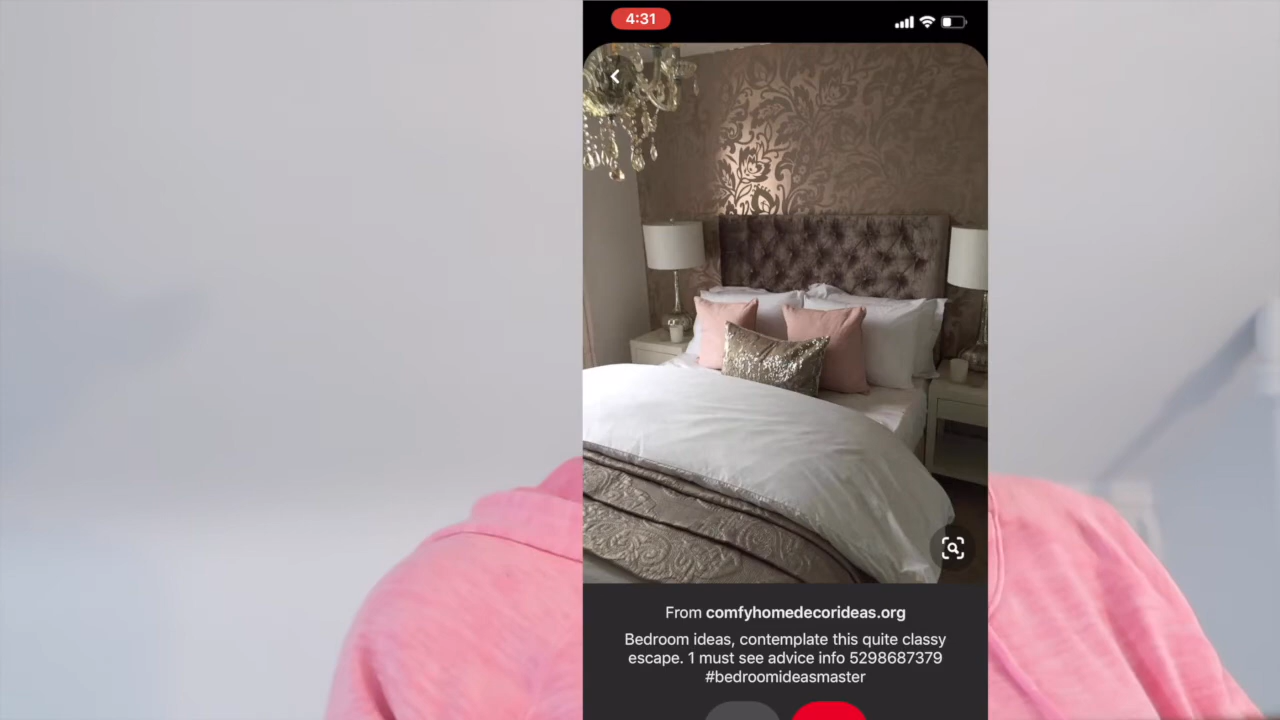 4:31
From comfyhomedecorideas.org
Bedroom ideas, contemplate this quite classy
escape. 1 must see advice info 5298687379
#bedroomideasmaster